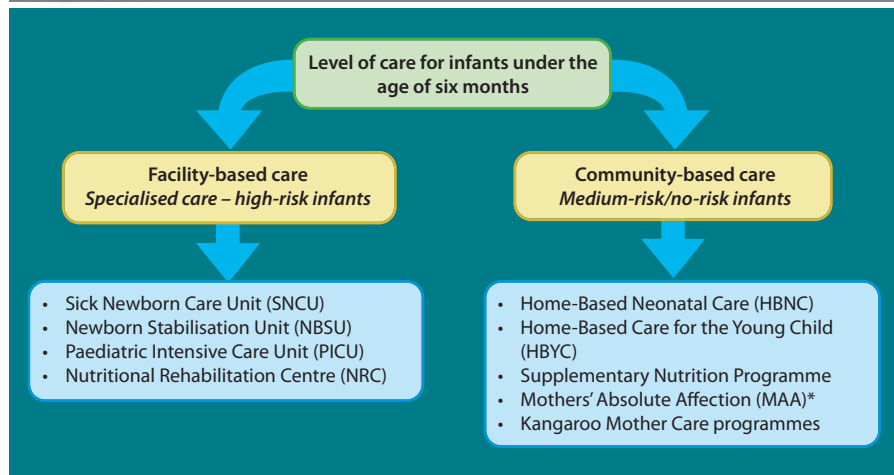 Level of care for infants under the
age of six months
Facility-based care
Specialised care – high-risk infants
Community-based care
Medium-risk/no-risk infants
• Sick Newborn Care Unit (SNCU)
• Newborn Stabilisation Unit (NBSU)
• Paediatric Intensive Care Unit (PICU)
• Nutritional Rehabilitation Centre (NRC)
• Home-Based Neonatal Care (HBNC)
• Home-Based Care for the Young Child
(HBYC)
• Supplementary Nutrition Programme
• Mothers’ Absolute Affection (MAA)*
• Kangaroo Mother Care programmes